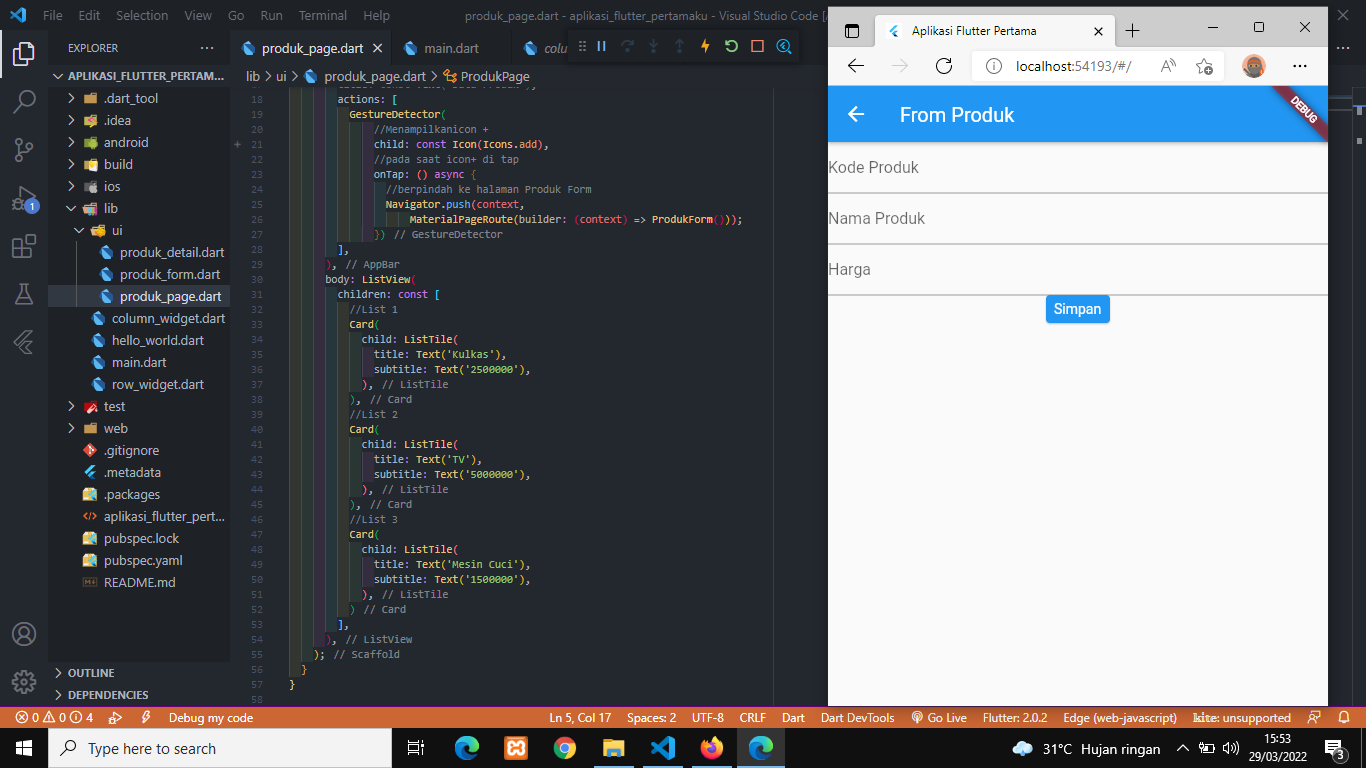 File Edit Selection View Go Run Terminal Help
produk_page.dart - aplikasi_flutter_pertamaku - Visual Studio Code [
EXPLORER
APLIKASI_FLUTTER_PERTAM...
.dart_tool
.idea
android
build
ios
lib
ui
produk_detail.dart
produk_form.dart
produk_page.dart
column_widget.dart
hello_world.dart
main.dart
row_widget.dart
test
web
.gitignore
.metadata
.packages
aplikasi_flutter_pert...
pubspec.lock
pubspec.yaml
README.md
OUTLINE
DEPENDENCIES
1
produk_page.dart
main.dart
colu
lib > ui > produk_page.dart > ProdukPage
18 actions: [
19 GestureDetector(
20 //Menampilkanicon +
21 child: const Icon(Icons.add),
22 //pada saat icon+ di tap
23 onTap: () async {
24 //berpindah ke halaman Produk Form
25 Navigator.push(context,
26 MaterialPageRoute(builder: (context) => ProdukForm()));
27 }) // GestureDetector
28 ],
29 ), // AppBar
30 body: ListView(
31 children: const [
32 //List 1
33 Card(
34 child: ListTile(
35 title: Text('Kulkas'),
36 subtitle: Text('2500000'),
37 ), // ListTile
38 ), // Card
39 //List 2
40 Card(
41 child: ListTile(
42 title: Text('TV'),
43 subtitle: Text('5000000'),
44 ), // ListTile
45 ), // Card
46 //List 3
47 Card(
48 child: ListTile(
49 title: Text('Mesin Cuci'),
50 subtitle: Text('1500000'),
51 ), // ListTile
52 ) // Card
53 ],
54 ), // ListView
55 ); // Scaffold
56 }
57 }
58
Aplikasi Flutter Pertama
localhost:54193/#/
From Produk
DEBUG
Kode Produk
Nama Produk
Harga
Simpan
0 0 4 Debug my code
Ln 5, Col 17 Spaces: 2 UTF-8 CRLF Dart Dart DevTools Go Live Flutter: 2.0.2 Edge (web-javascript) kite: unsupported
Type here to search
31°C Hujan ringan
15:53
29/03/2022
3